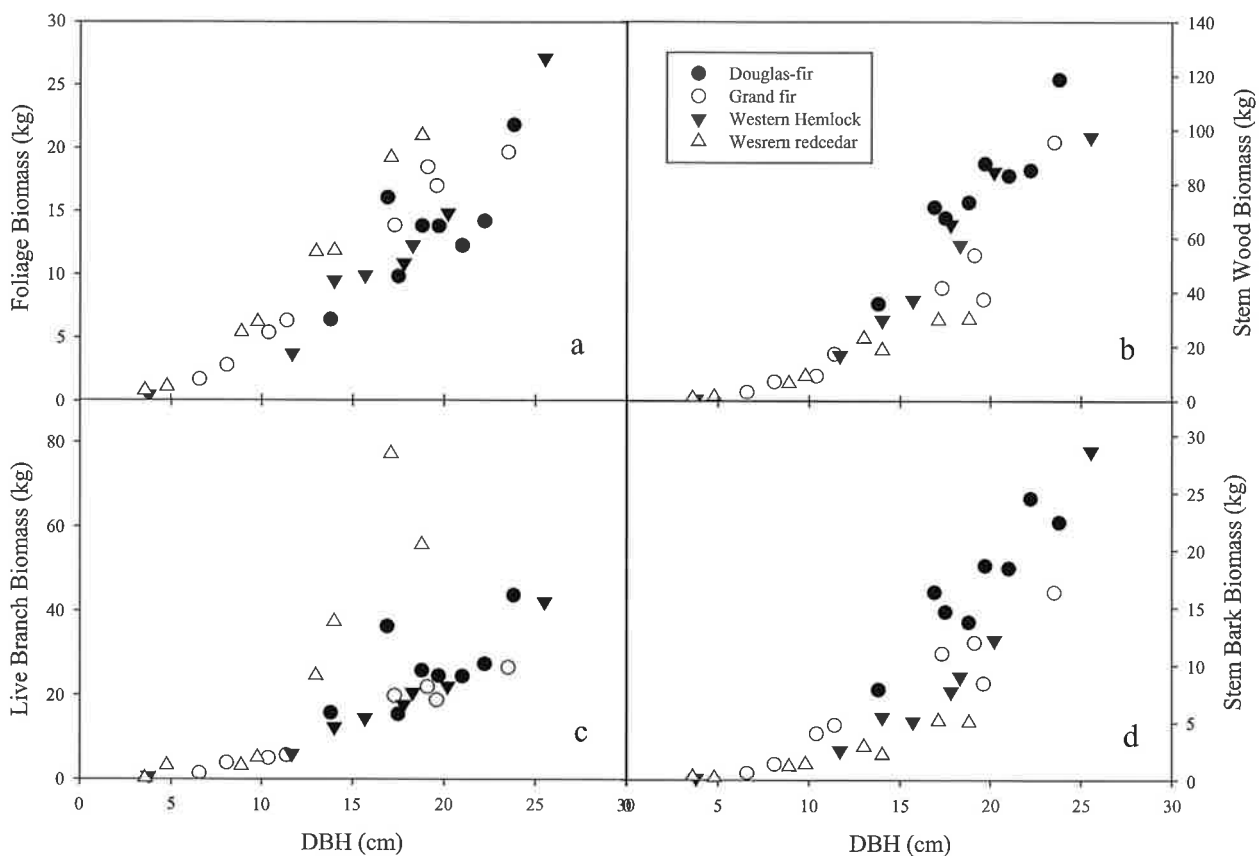 30
25
20
15
10
5
0
Foliage Biomass (kg)
a
Douglas-fir
Grand fir
Western Hemlock
Wesrern redcedar
b
140
120
100
80
60
40
20
0
Stem Wood Biomass (kg)
80
60
40
20
0
Live Branch Biomass (kg)
c
d
30
25
20
15
10
5
0
Stem Bark Biomass (kg)
0 5 10 15 20 25 30
0 5 10 15 20 25 30
DBH (cm) DBH (cm)